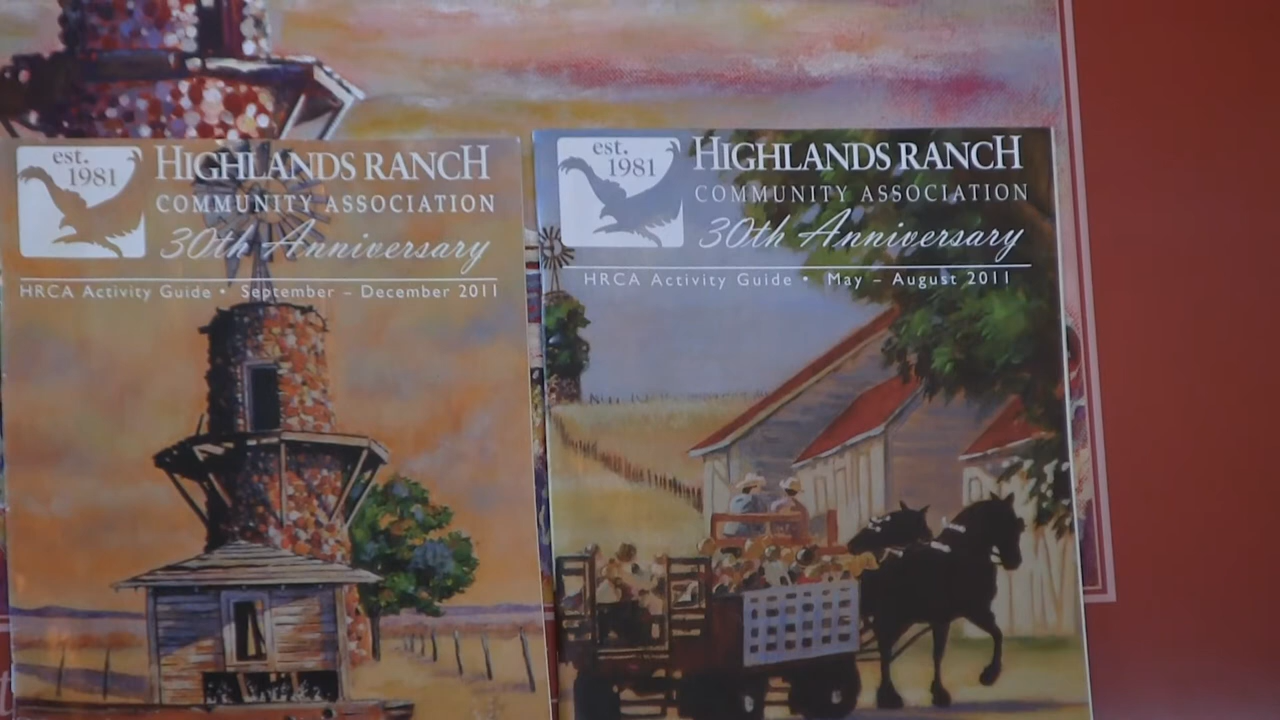 est.
1981
HIGHLANDS RANCH
COMMUNITY ASSOCIATION
30th Anniversary
HRCA Activity Guide • September – December 2011
est.
1981
HIGHLANDS RANCH
COMMUNITY ASSOCIATION
30th Anniversary
HRCA Activity Guide • May – August 2011